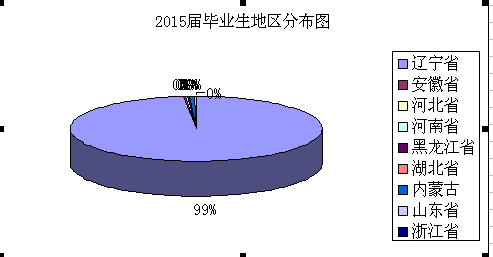 2015届毕业生地区分布图
0%
99%
辽宁省
安徽省
河北省
河南省
黑龙江省
湖北省
内蒙古
山东省
浙江省